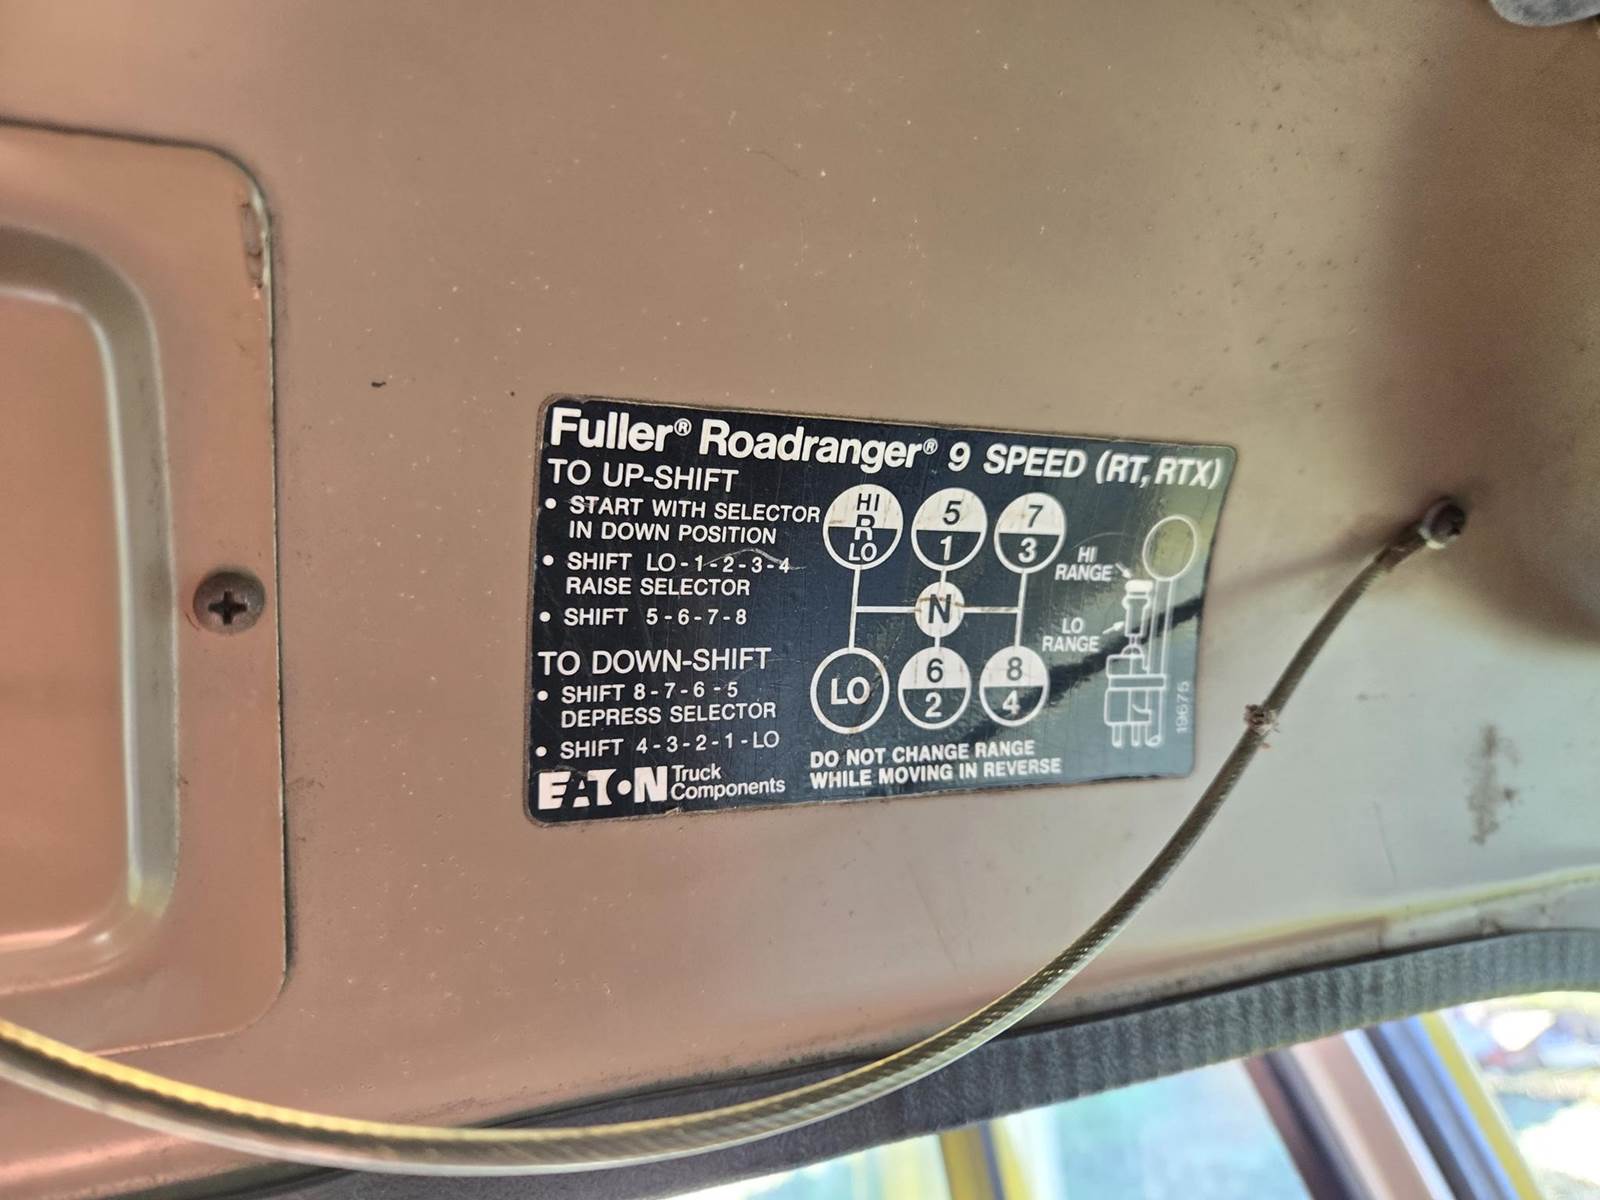 Fuller® Roadranger® 9 SPEED (RT, RTX)
TO UP-SHIFT
• START WITH SELECTOR
IN DOWN POSITION
• SHIFT LO-1-2-3-4
RAISE SELECTOR
• SHIFT 5-6-7-8
TO DOWN-SHIFT
• SHIFT 8-7-6-5
DEPRESS SELECTOR
• SHIFT 4-3-2-1-LO
EATON Truck
Components
HI
R
LO
5
1
7
3
N
LO
6
2
8
4
HI
RANGE
LO
RANGE
19675
DO NOT CHANGE RANGE
WHILE MOVING IN REVERSE